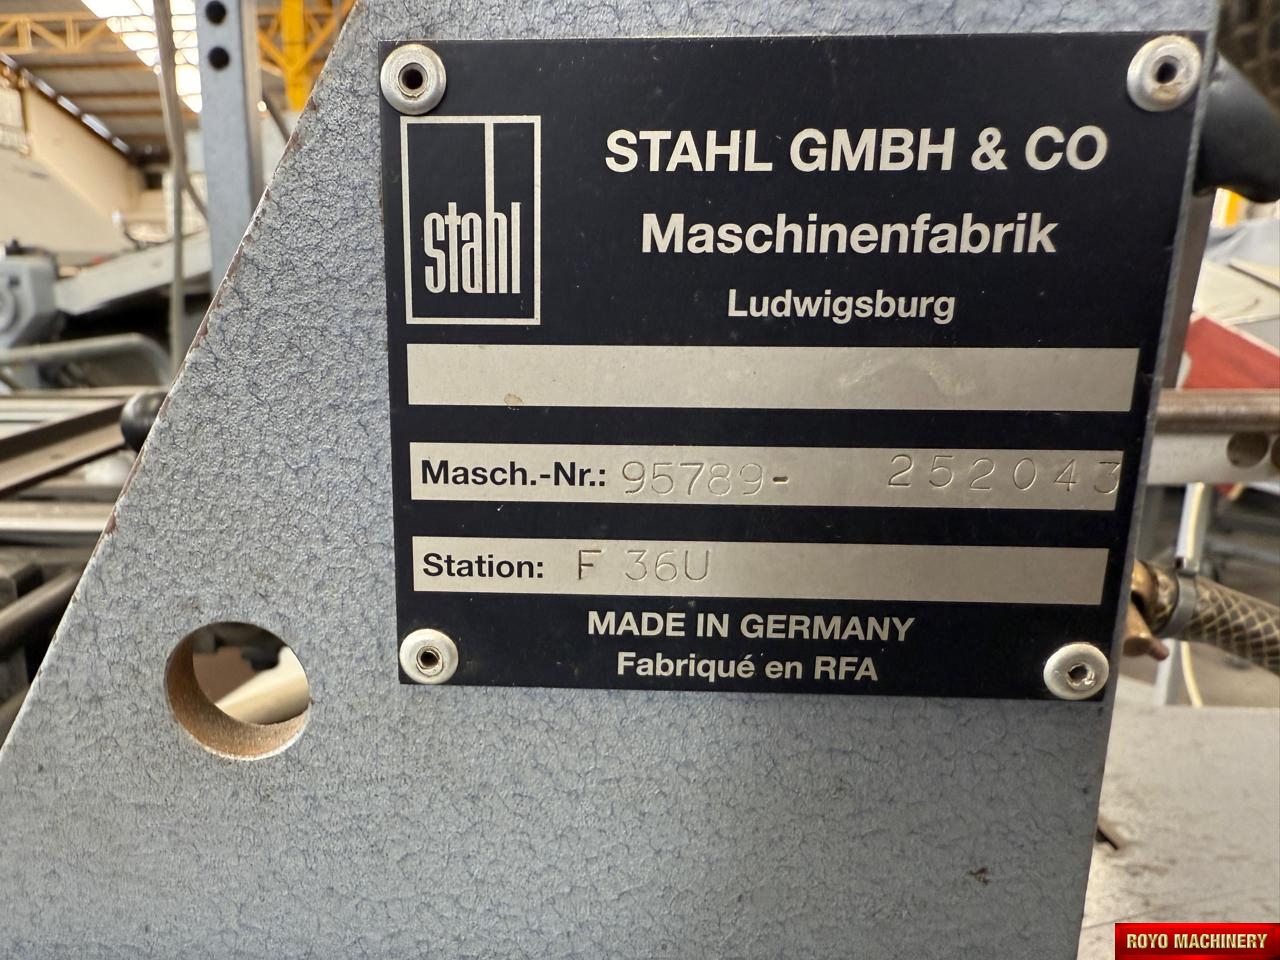 stahl
STAHL GMBH & CO
Maschinenfabrik
Ludwigsburg
Masch.-Nr.: 95789- 252043
Station: F 36U
MADE IN GERMANY
Fabriqué en RFA
ROYO MACHINERY